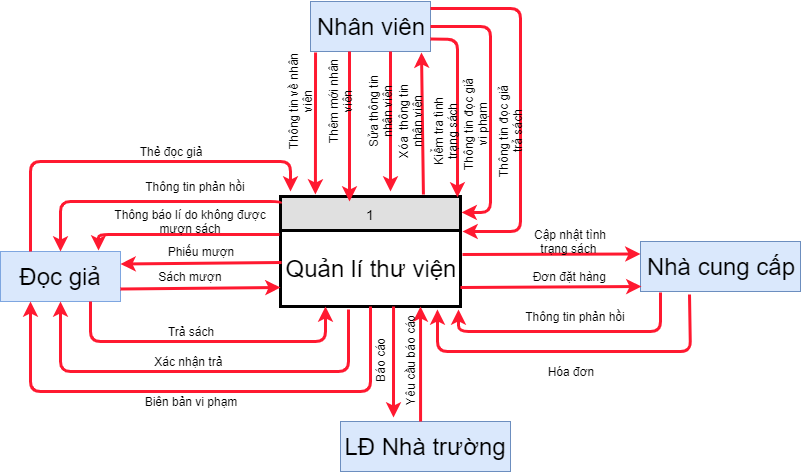 Nhân viên
Thông tin về nhân
viên
Thêm mới nhân
viên
Sửa thông tin
nhân viên
Xóa thông tin
nhân viên
Kiểm tra tình
trạng sách
Thông tin đọc giả
vi phạm
Thông tin đọc giả
trả sách
Thẻ đọc giả
Thông tin phản hồi
Thông báo lí do không được
mượn sách
Phiếu mượn
Sách mượn
Đọc giả
1
Quản lí thư viện
Cập nhật tình
trạng sách
Đơn đặt hàng
Nhà cung cấp
Thông tin phản hồi
Hóa đơn
Trả sách
Xác nhận trả
Biên bản vi phạm
Báo cáo
Yêu cầu báo cáo
LĐ Nhà trường